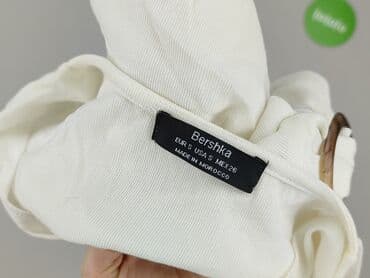 Bershka
EUR S USA S MEX 26
MADE IN MOROCCO